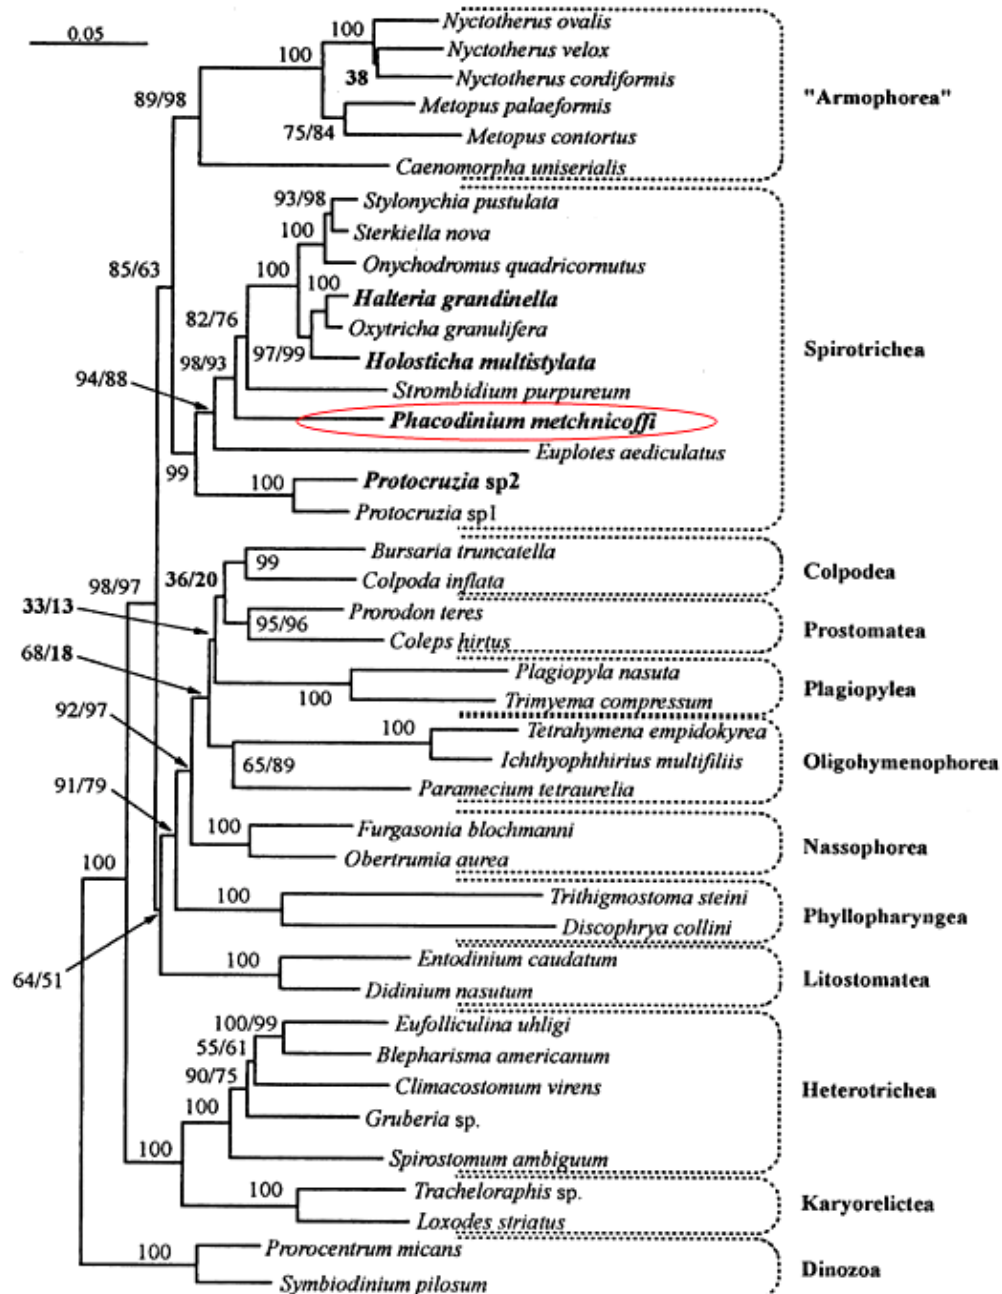 0.05
100
Nyctotherus ovalis
100
Nyctotherus velox
38
Nyctotherus cordiformis
89/98
Metopus palaeformis
"Armophorea"
75/84
Metopus contortus
Caenomorpha uniserialis
93/98
Stylonychia pustulata
100
Sterkiella nova
85/63
100
Onychodromus quadricornutus
100
Halteria grandinella
82/76
Oxytricha granulifera
Spirotrichea
98/93
97/99
Holosticha multistylata
94/88
Strombidium purpureum
Phacodinium metchnicoffi
Euplotes aediculatus
99
100
Protocruzia sp2
Protocruzia sp1
Bursaria truncatella
99
Colpodea
98/97
36/20
Colpoda inflata
33/13
Prorodon teres
95/96
Prostomatea
68/18
Coleps hirtus
Plagiopyla nasuta
Plagiopylea
100
Trimyema compressum
92/97
100
Tetrahymena empidokyrea
65/89
Ichthyophthirius multifiliis
Oligohymenophorea
91/79
Paramecium tetraurelia
100
Furgasonia blochmanni
Nassophorea
100
Obertrumia aurea
100
Trithigmostoma steini
Phyllopharyngea
Discophrya collini
64/51
100
Entodinium caudatum
Litostomatea
Didinium nasutum
100/99
Eufolliculina uhligi
55/61
Blepharisma americanum
90/75
Climacostomum virens
Heterotrichea
100
Gruberia sp.
100
Spirostomum ambiguum
100
Tracheloraphis sp.
Karyorelictea
Loxodes striatus
100
Prorocentrum micans
Dinozoa
Symbiodinium pilosum